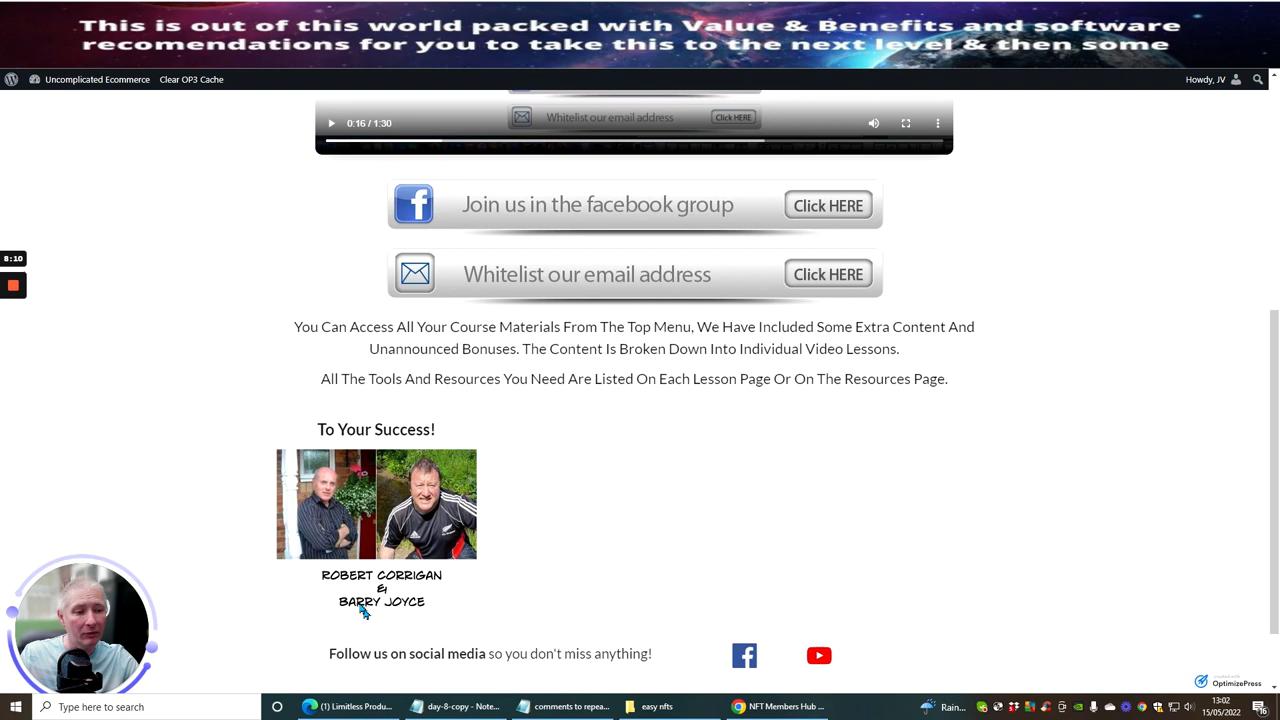 This is out of this world packed with Value & Benefits and software
recomendations for you to take this to the next level & then some
Uncomplicated Ecommerce
Clear OP3 Cache
Howdy, JV
Whitelist our email address
Click HERE
0:16 / 1:30
Join us in the facebook group
Click HERE
8:10
Whitelist our email address
Click HERE
You Can Access All Your Course Materials From The Top Menu, We Have Included Some Extra Content And
Unannounced Bonuses. The Content Is Broken Down Into Individual Video Lessons.
All The Tools And Resources You Need Are Listed On Each Lesson Page Or On The Resources Page.
To Your Success!
ROBERT CORRIGAN
&
BARRY JOYCE
Follow us on social media so you don't miss anything!
created with
OptimizePress
Type here to search
(1) Limitless Produ...
day-8-copy - Note...
comments to repea...
easy nfts
NFT Members Hub ...
Rain...
13:02
15/05/2022